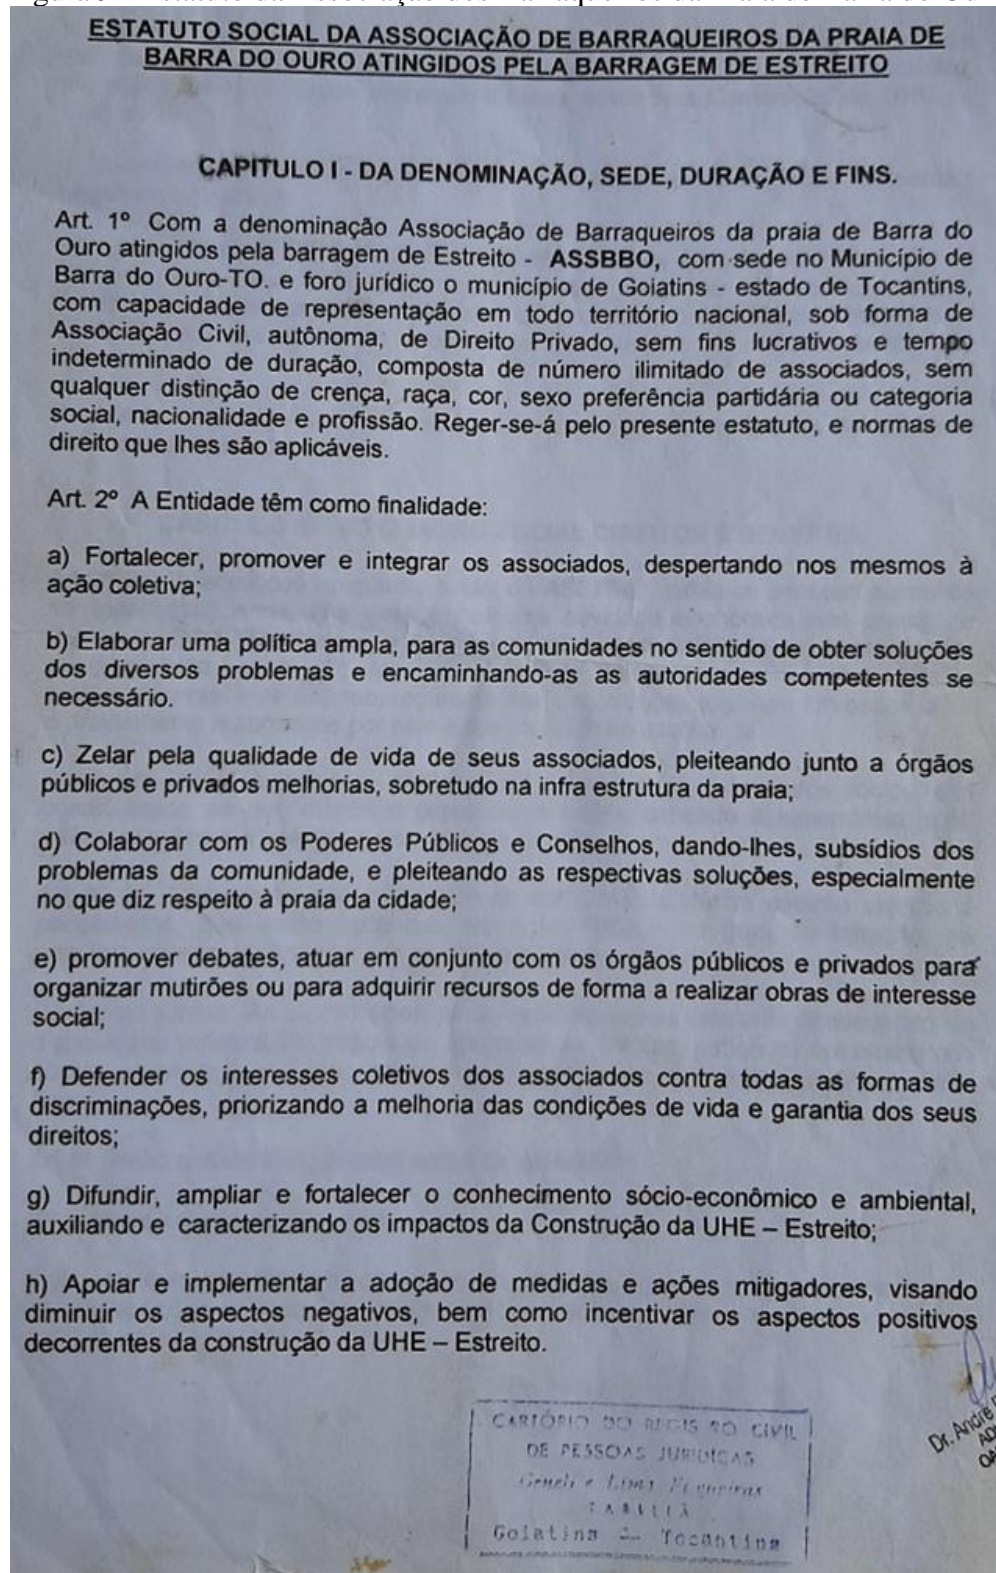 ESTATUTO SOCIAL DA ASSOCIAÇÃO DE BARRAQUEIROS DA PRAIA DE
BARRA DO OURO ATINGIDOS PELA BARRAGEM DE ESTREITO
CAPITULO I - DA DENOMINAÇÃO, SEDE, DURAÇÃO E FINS.
Art. 1º Com a denominação Associação de Barraqueiros da praia de Barra do
Ouro atingidos pela barragem de Estreito - ASSBBO, com sede no Município de
Barra do Ouro-TO. e foro jurídico o município de Goiatins - estado de Tocantins,
com capacidade de representação em todo território nacional, sob forma de
Associação Civil, autônoma, de Direito Privado, sem fins lucrativos e tempo
indeterminado de duração, composta de número ilimitado de associados, sem
qualquer distinção de crença, raça, cor, sexo preferência partidária ou categoria
social, nacionalidade e profissão. Reger-se-á pelo presente estatuto, e normas de
direito que lhes são aplicáveis.
Art. 2º A Entidade têm como finalidade:
a) Fortalecer, promover e integrar os associados, despertando nos mesmos à
ação coletiva;
b) Elaborar uma política ampla, para as comunidades no sentido de obter soluções
dos diversos problemas e encaminhando-as as autoridades competentes se
necessário.
c) Zelar pela qualidade de vida de seus associados, pleiteando junto a órgãos
públicos e privados melhorias, sobretudo na infra estrutura da praia;
d) Colaborar com os Poderes Públicos e Conselhos, dando-lhes, subsídios dos
problemas da comunidade, e pleiteando as respectivas soluções, especialmente
no que diz respeito à praia da cidade;
e) promover debates, atuar em conjunto com os órgãos públicos e privados para
organizar mutirões ou para adquirir recursos de forma a realizar obras de interesse
social;
f) Defender os interesses coletivos dos associados contra todas as formas de
discriminações, priorizando a melhoria das condições de vida e garantia dos seus
direitos;
g) Difundir, ampliar e fortalecer o conhecimento sócio-econômico e ambiental,
auxiliando e caracterizando os impactos da Construção da UHE – Estreito;
h) Apoiar e implementar a adoção de medidas e ações mitigadores, visando
diminuir os aspectos negativos, bem como incentivar os aspectos positivos
decorrentes da construção da UHE – Estreito.
Dr. André
CARTÓRIO DO REGISRO CIVIL
DE PESSOAS JURIDICAS
TABELIÃ
Goiatins - Tocantins